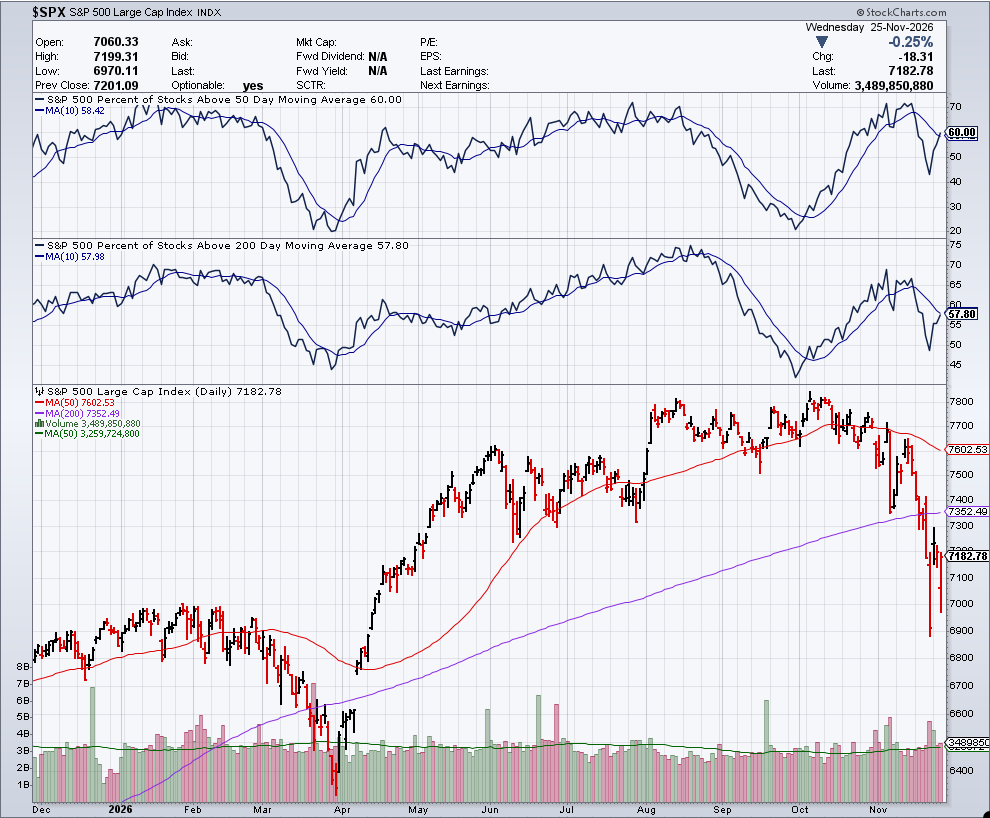 $SPX S&P 500 Large Cap Index INDX
© StockCharts.com
Wednesday 25-Nov-2026
Open: 7060.33 Ask: Mkt Cap: P/E: -0.25%
High: 7199.31 Bid: Fwd Dividend: N/A EPS: Chg: -18.31
Low: 6970.11 Last: Fwd Yield: N/A Last Earnings: Last: 7182.78
Prev Close: 7201.09 Optionable: yes SCTR: Next Earnings: Volume: 3,489,850,880
S&P 500 Percent of Stocks Above 50 Day Moving Average 60.00
MA(10) 58.42
70
60.00
50
40
30
20
S&P 500 Percent of Stocks Above 200 Day Moving Average 57.80
MA(10) 57.98
75
70
65
60
57.80
55
50
45
S&P 500 Large Cap Index (Daily) 7182.78
MA(50) 7602.53
MA(200) 7352.49
Volume 3,489,850,880
MA(50) 3,259,724,800
7800
7700
7602.53
7500
7400
7352.49
7300
7182.78
7100
7000
6900
6800
6700
6600
6400
8B
7B
6B
5B
4B
3B
2B
1B
Dec 2026 Feb Mar Apr May Jun Jul Aug Sep Oct Nov